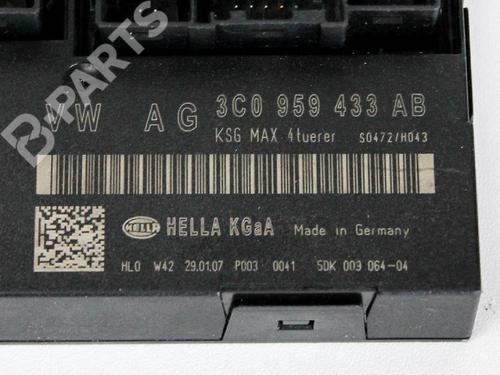 VW AG 3C0 959 433 AB
KSG MAX 4tuerer S0472/H043
HELLA HELLA KGaA Made in Germany
HLO W42 29.01.07 P003 0041 5DK 009 064-04
B-PARTS